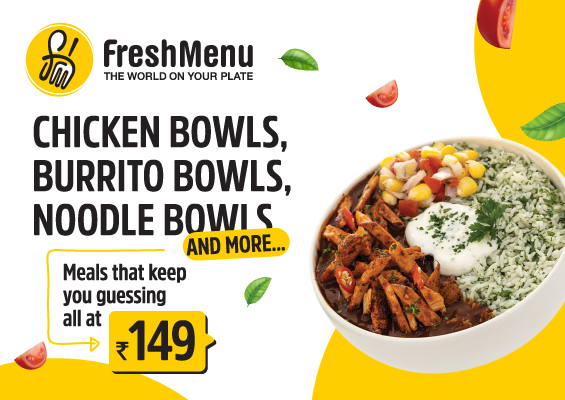 FreshMenu
THE WORLD ON YOUR PLATE
CHICKEN BOWLS,
BURRITO BOWLS,
NOODLE BOWLS
AND MORE...
Meals that keep
you guessing
all at
₹149